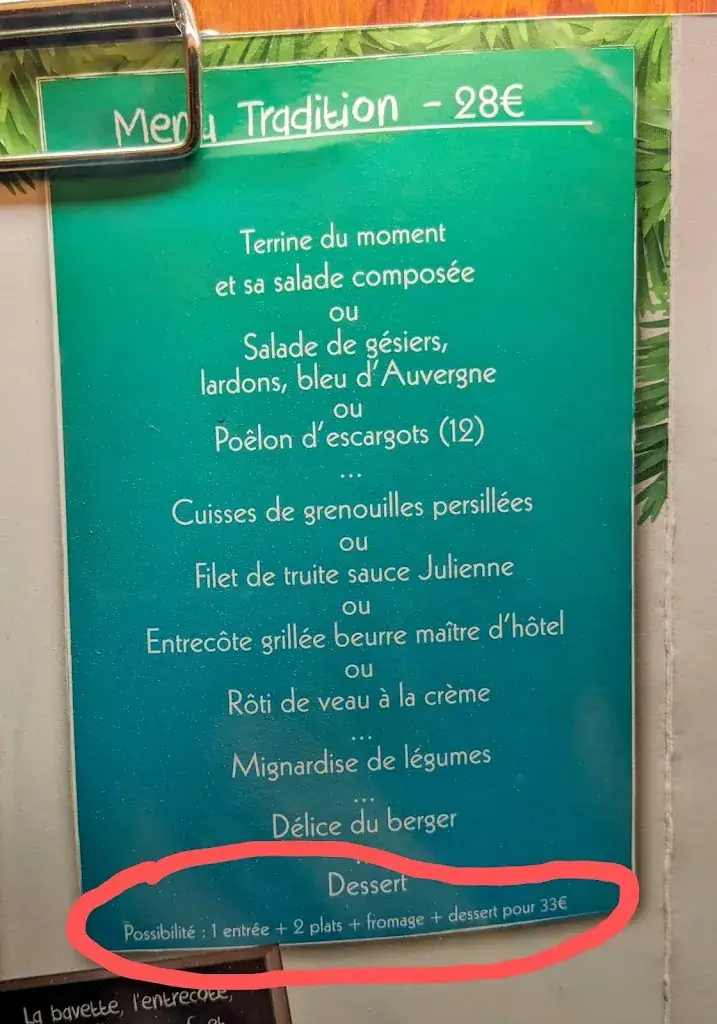 Menu Tradition - 28€
Terrine du moment
et sa salade composée
ou
Salade de gésiers,
lardons, bleu d'Auvergne
ou
Poêlon d'escargots (12)
...
Cuisses de grenouilles persillées
ou
Filet de truite sauce Julienne
ou
Entrecôte grillée beurre maître d'hôtel
ou
Rôti de veau à la crème
...
Mignardise de légumes
...
Délice du berger
...
Dessert
Possibilité : 1 entrée + 2 plats + fromage + dessert pour 33€
La bavette, l'entrecôte,